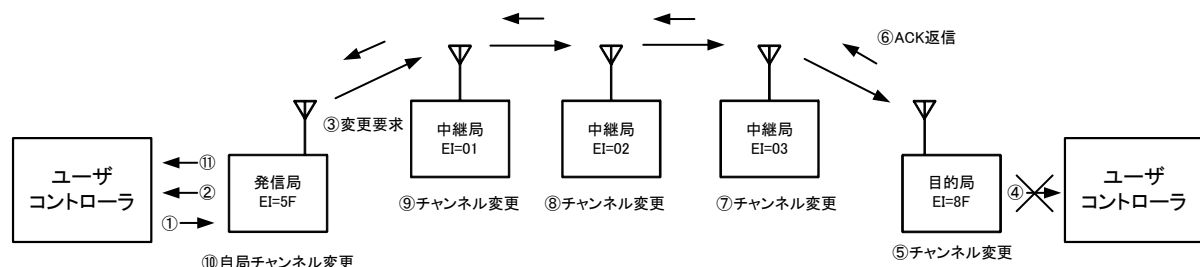 ⑥ACK返信
③変更要求
中継局
EI=01
中継局
EI=02
中継局
EI=03
ユーザ
コントローラ
⑪
②
①
発信局
EI=5F
目的局
EI=8F
④
ユーザ
コントローラ
⑨チャンネル変更
⑧チャンネル変更
⑦チャンネル変更
⑤チャンネル変更
⑩自局チャンネル変更